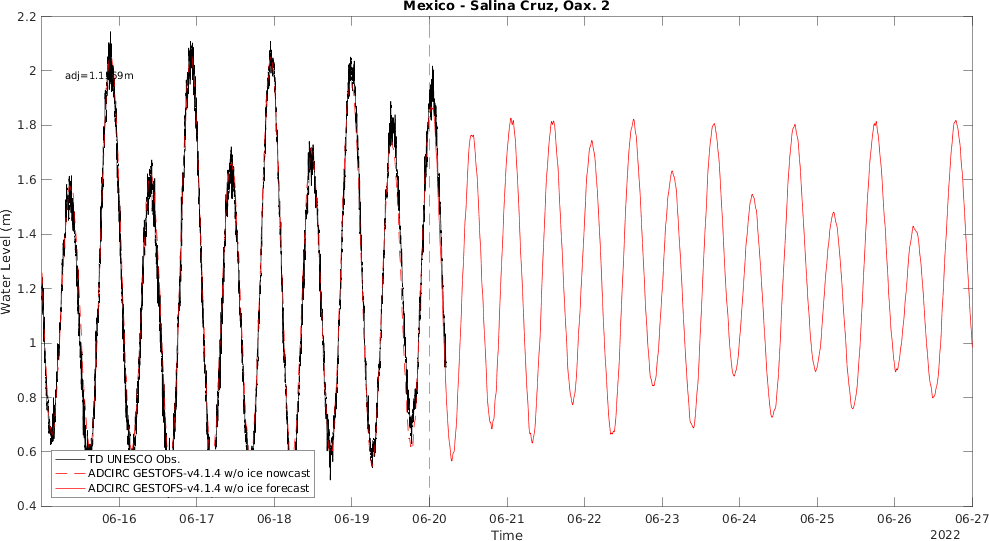 Mexico - Salina Cruz, Oax. 2
2.2
2
1.8
1.6
1.4
1.2
1
0.8
0.6
0.4
Water Level (m)
TD UNESCO Obs.
ADCIRC GESTOFS-v4.1.4 w/o ice nowcast
ADCIRC GESTOFS-v4.1.4 w/o ice forecast
06-16 06-17 06-18 06-19 06-20 06-21 06-22 06-23 06-24 06-25 06-26 06-27
Time
2022